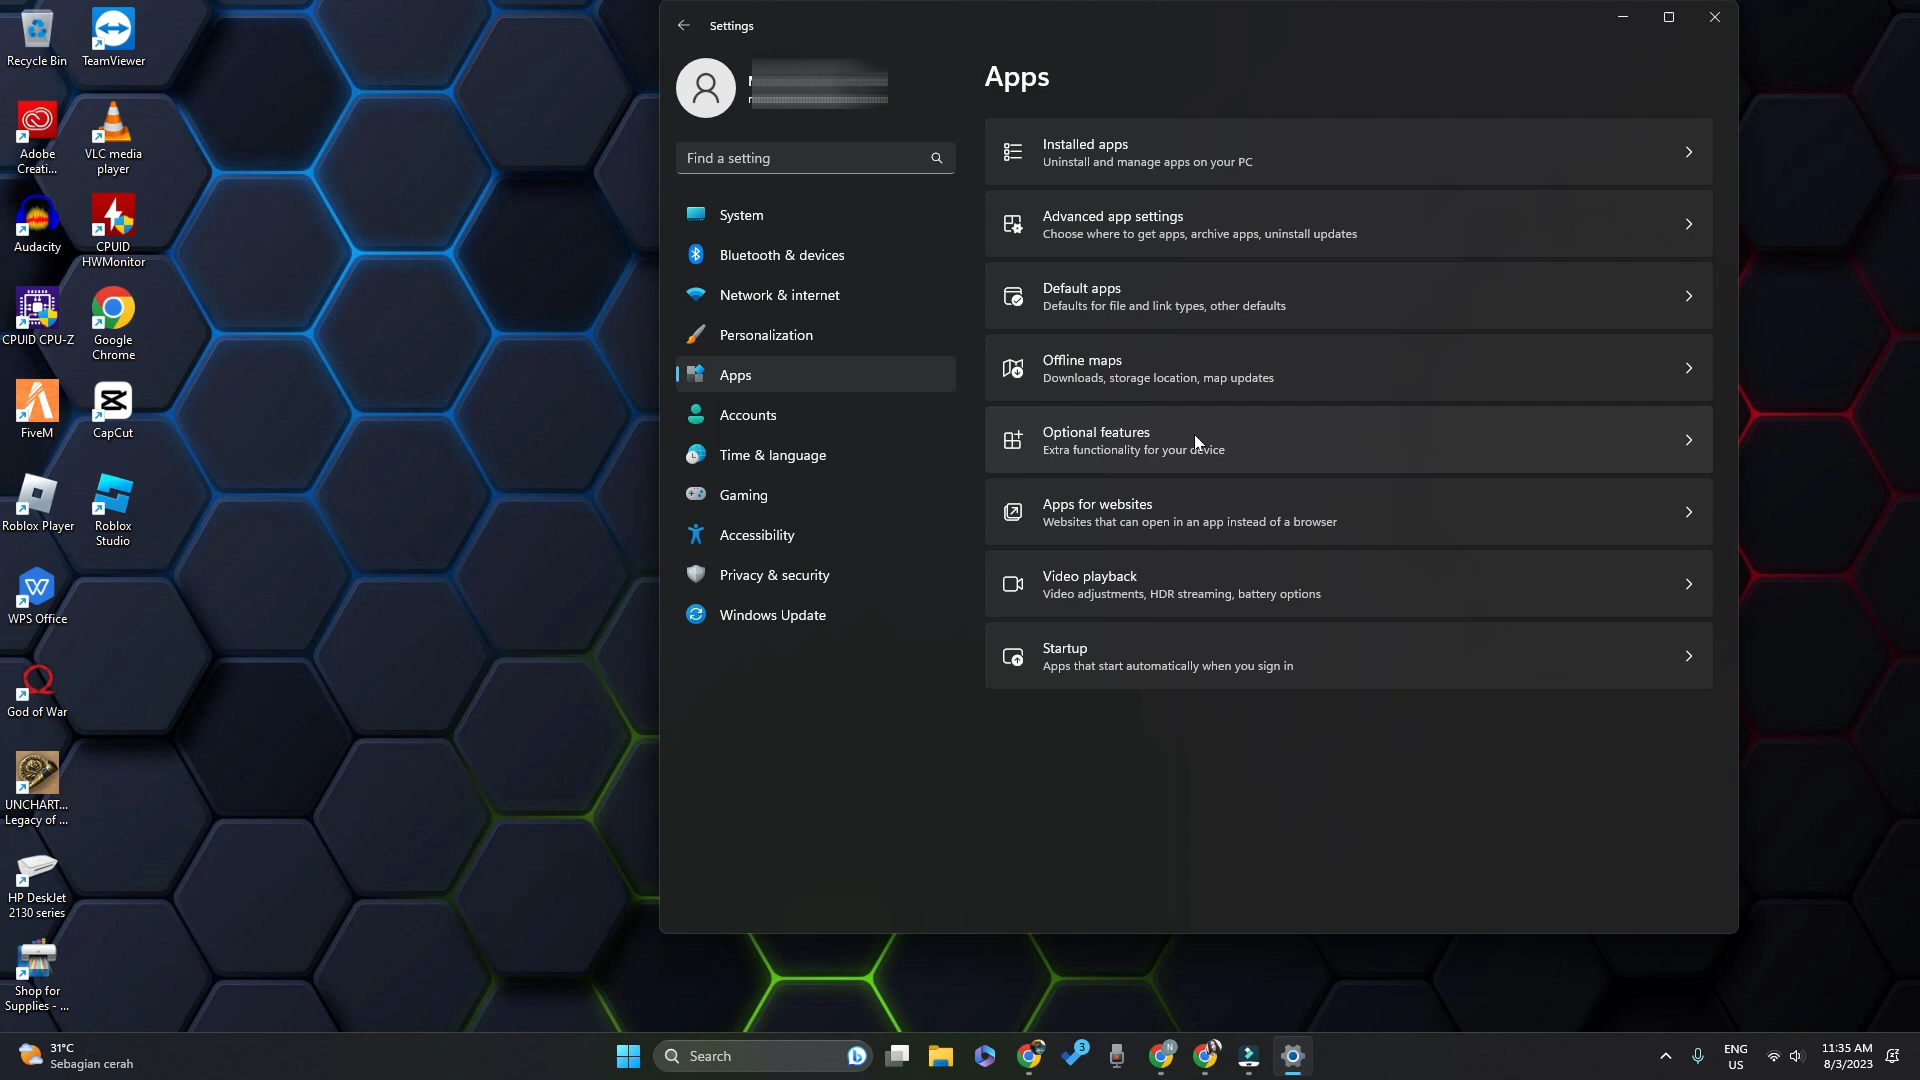 Recycle Bin
TeamViewer
Adobe
Creati...
VLC media
player
Audacity
CPUID
HWMonitor
CPUID CPU-Z
Google
Chrome
FiveM
CapCut
Roblox Player
Roblox
Studio
WPS Office
God of War
UNCHART...
Legacy of ...
HP DeskJet
2130 series
Shop for
Supplies - ...
Settings
Find a setting
System
Bluetooth & devices
Network & internet
Personalization
Apps
Accounts
Time & language
Gaming
Accessibility
Privacy & security
Windows Update
Apps
Installed apps
Uninstall and manage apps on your PC
Advanced app settings
Choose where to get apps, archive apps, uninstall updates
Default apps
Defaults for file and link types, other defaults
Offline maps
Downloads, storage location, map updates
Optional features
Extra functionality for your device
Apps for websites
Websites that can open in an app instead of a browser
Video playback
Video adjustments, HDR streaming, battery options
Startup
Apps that start automatically when you sign in
31°C
Sebagian cerah
Search
3
N
ENG
US
11:35 AM
8/3/2023